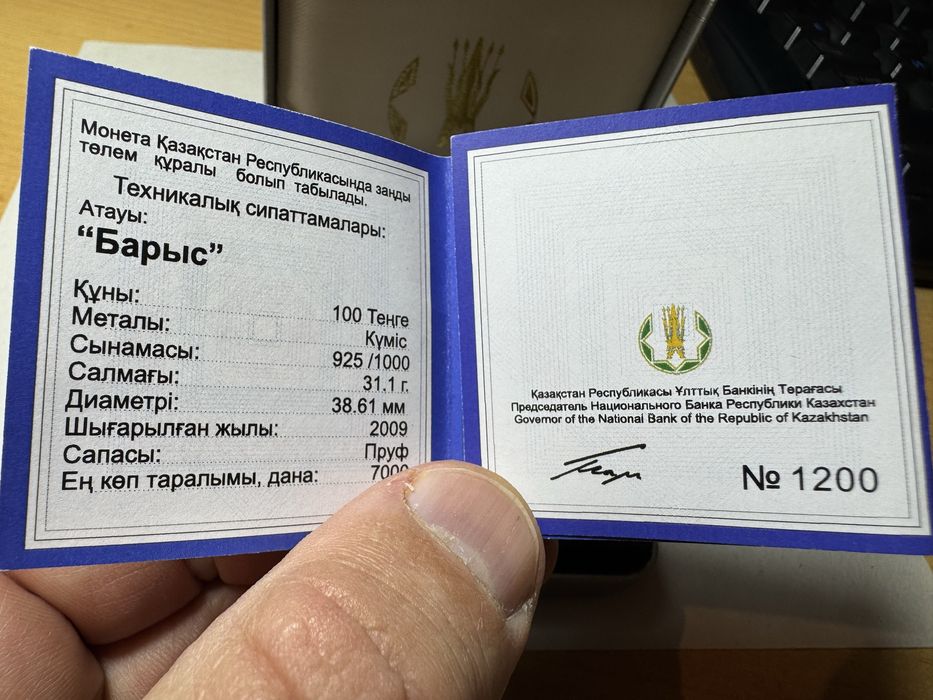 Монета Қазақстан Республикасында заңды
төлем құралы болып табылады.
Техникалық сипаттамалары:
Атауы:
“Барыс”
Құны: 100 Теңге
Металы: Күміс
Сынамасы: 925 /1000
Салмағы: 31.1 г.
Диаметрі: 38.61 мм
Шығарылған жылы: 2009
Сапасы: Пруф
Ең көп таралымы, дана: 7000
Қазақстан Республикасы Ұлттық Банкінің Төрағасы
Председатель Национального Банка Республики Казахстан
Governor of the National Bank of the Republic of Kazakhstan
№ 1200